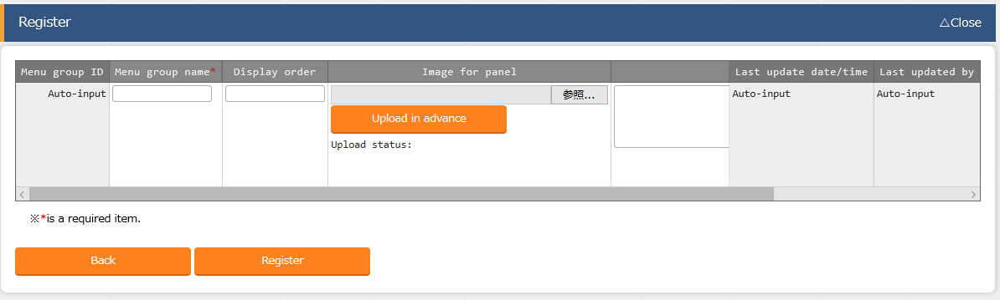 Register
△Close
Menu group ID Menu group name* Display order Image for panel Last update date/time Last updated by
Auto-input 参照... Auto-input Auto-input
Upload in advance
Upload status:
※*is a required item.
Back Register